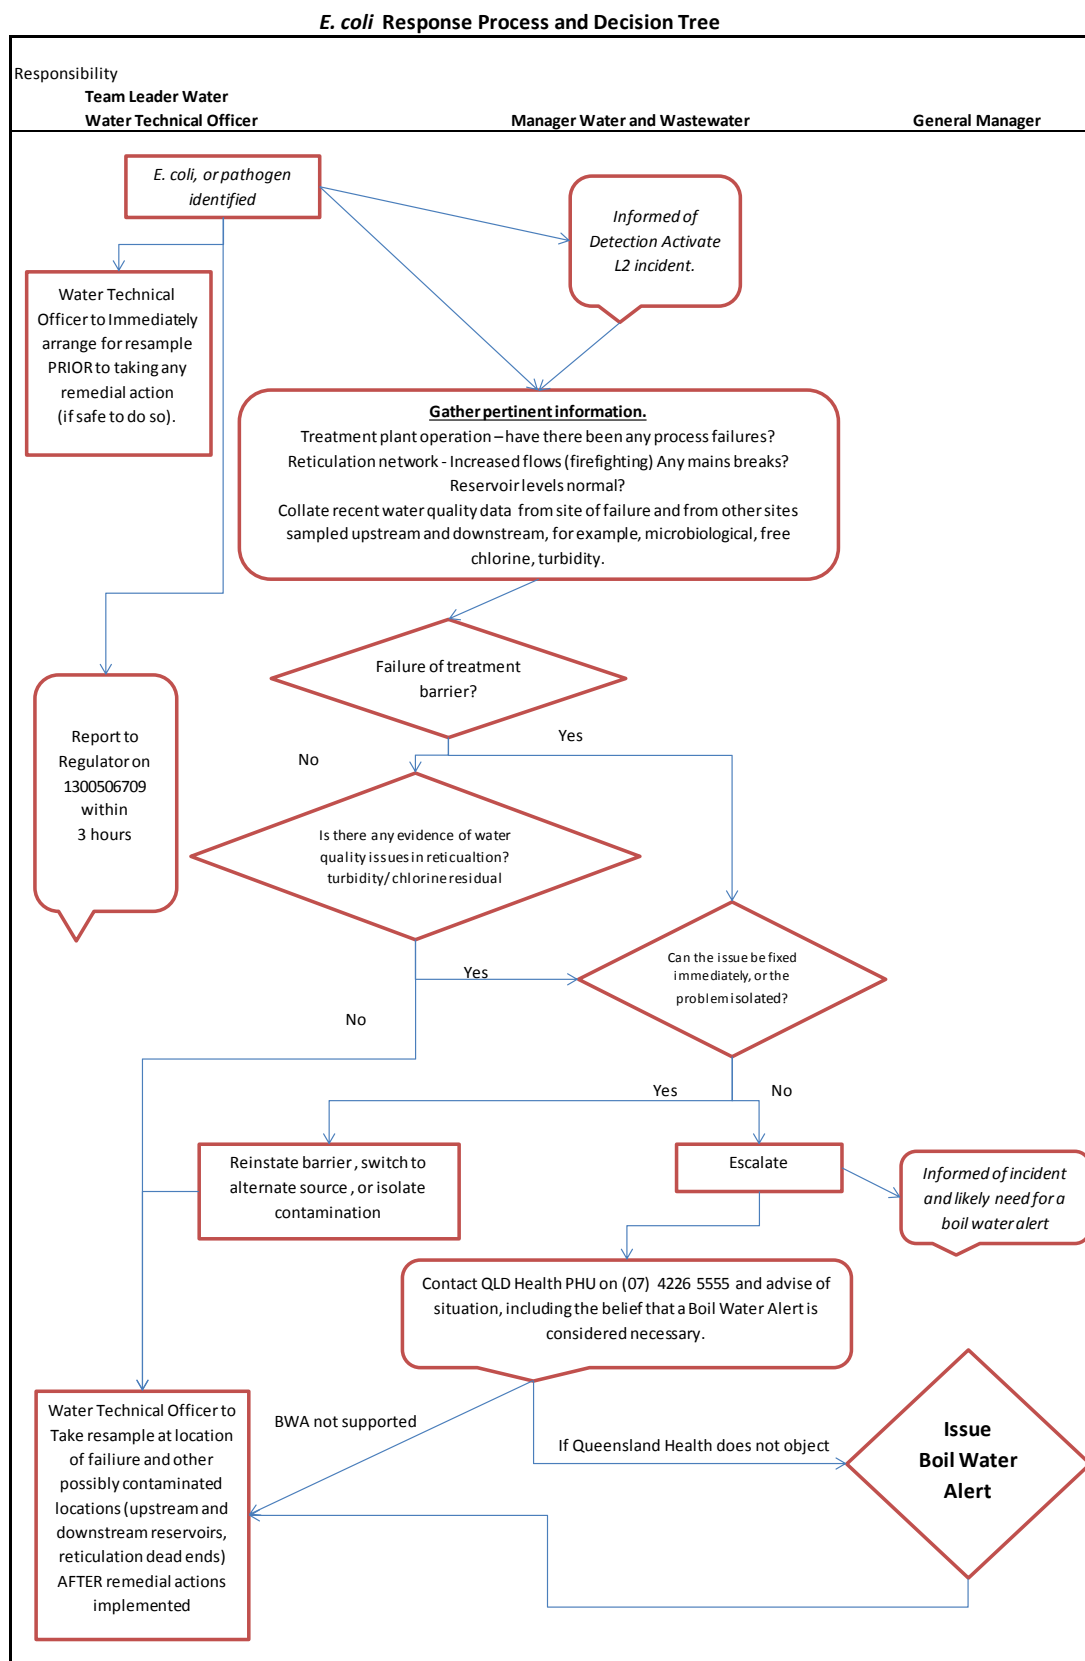 E. coli Response Process and Decision Tree
Responsibility
Team Leader Water
Water Technical Officer
Manager Water and Wastewater
General Manager
E. coli, or pathogen
identified
Informed of
Detection Activate
L2 incident.
Water Technical
Officer to Immediately
arrange for resample
PRIOR to taking any
remedial action
(if safe to do so).
Gather pertinent information.
Treatment plant operation – have there been any process failures?
Reticulation network - Increased flows (firefighting) Any mains breaks?
Reservoir levels normal?
Collate recent water quality data from site of failure and from other sites
sampled upstream and downstream, for example, microbiological, free
chlorine, turbidity.
Failure of treatment
barrier?
Report to
Regulator on
1300506709
within
3 hours
No
Yes
Is there any evidence of water
quality issues in reticualtion?
turbidity/ chlorine residual
Can the issue be fixed
immediately, or the
problem isolated?
Yes
No
Yes
No
Reinstate barrier , switch to
alternate source , or isolate
contamination
Escalate
Informed of incident
and likely need for a
boil water alert
Contact QLD Health PHU on (07) 4226 5555 and advise of
situation, including the belief that a Boil Water Alert is
considered necessary.
Water Technical Officer to
Take resample at location
of failiure and other
possibly contaminated
locations (upstream and
downstream reservoirs,
reticulation dead ends)
AFTER remedial actions
implemented
BWA not supported
If Queensland Health does not object
Issue
Boil Water
Alert